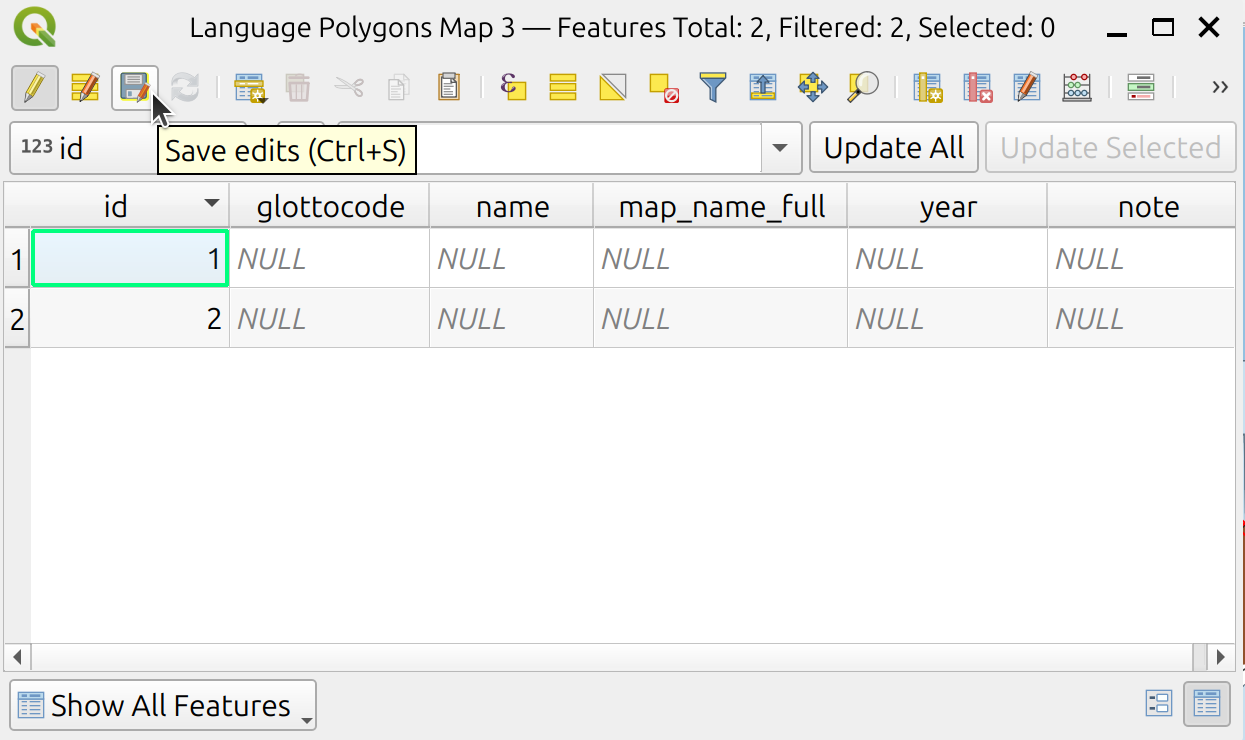 Language Polygons Map 3 — Features Total: 2, Filtered: 2, Selected: 0
ε
123 id
Save edits (Ctrl+S)
Update All
Update Selected
id glottocode name map_name_full year note
1 1 NULL NULL NULL NULL NULL
2 2 NULL NULL NULL NULL NULL
Show All Features